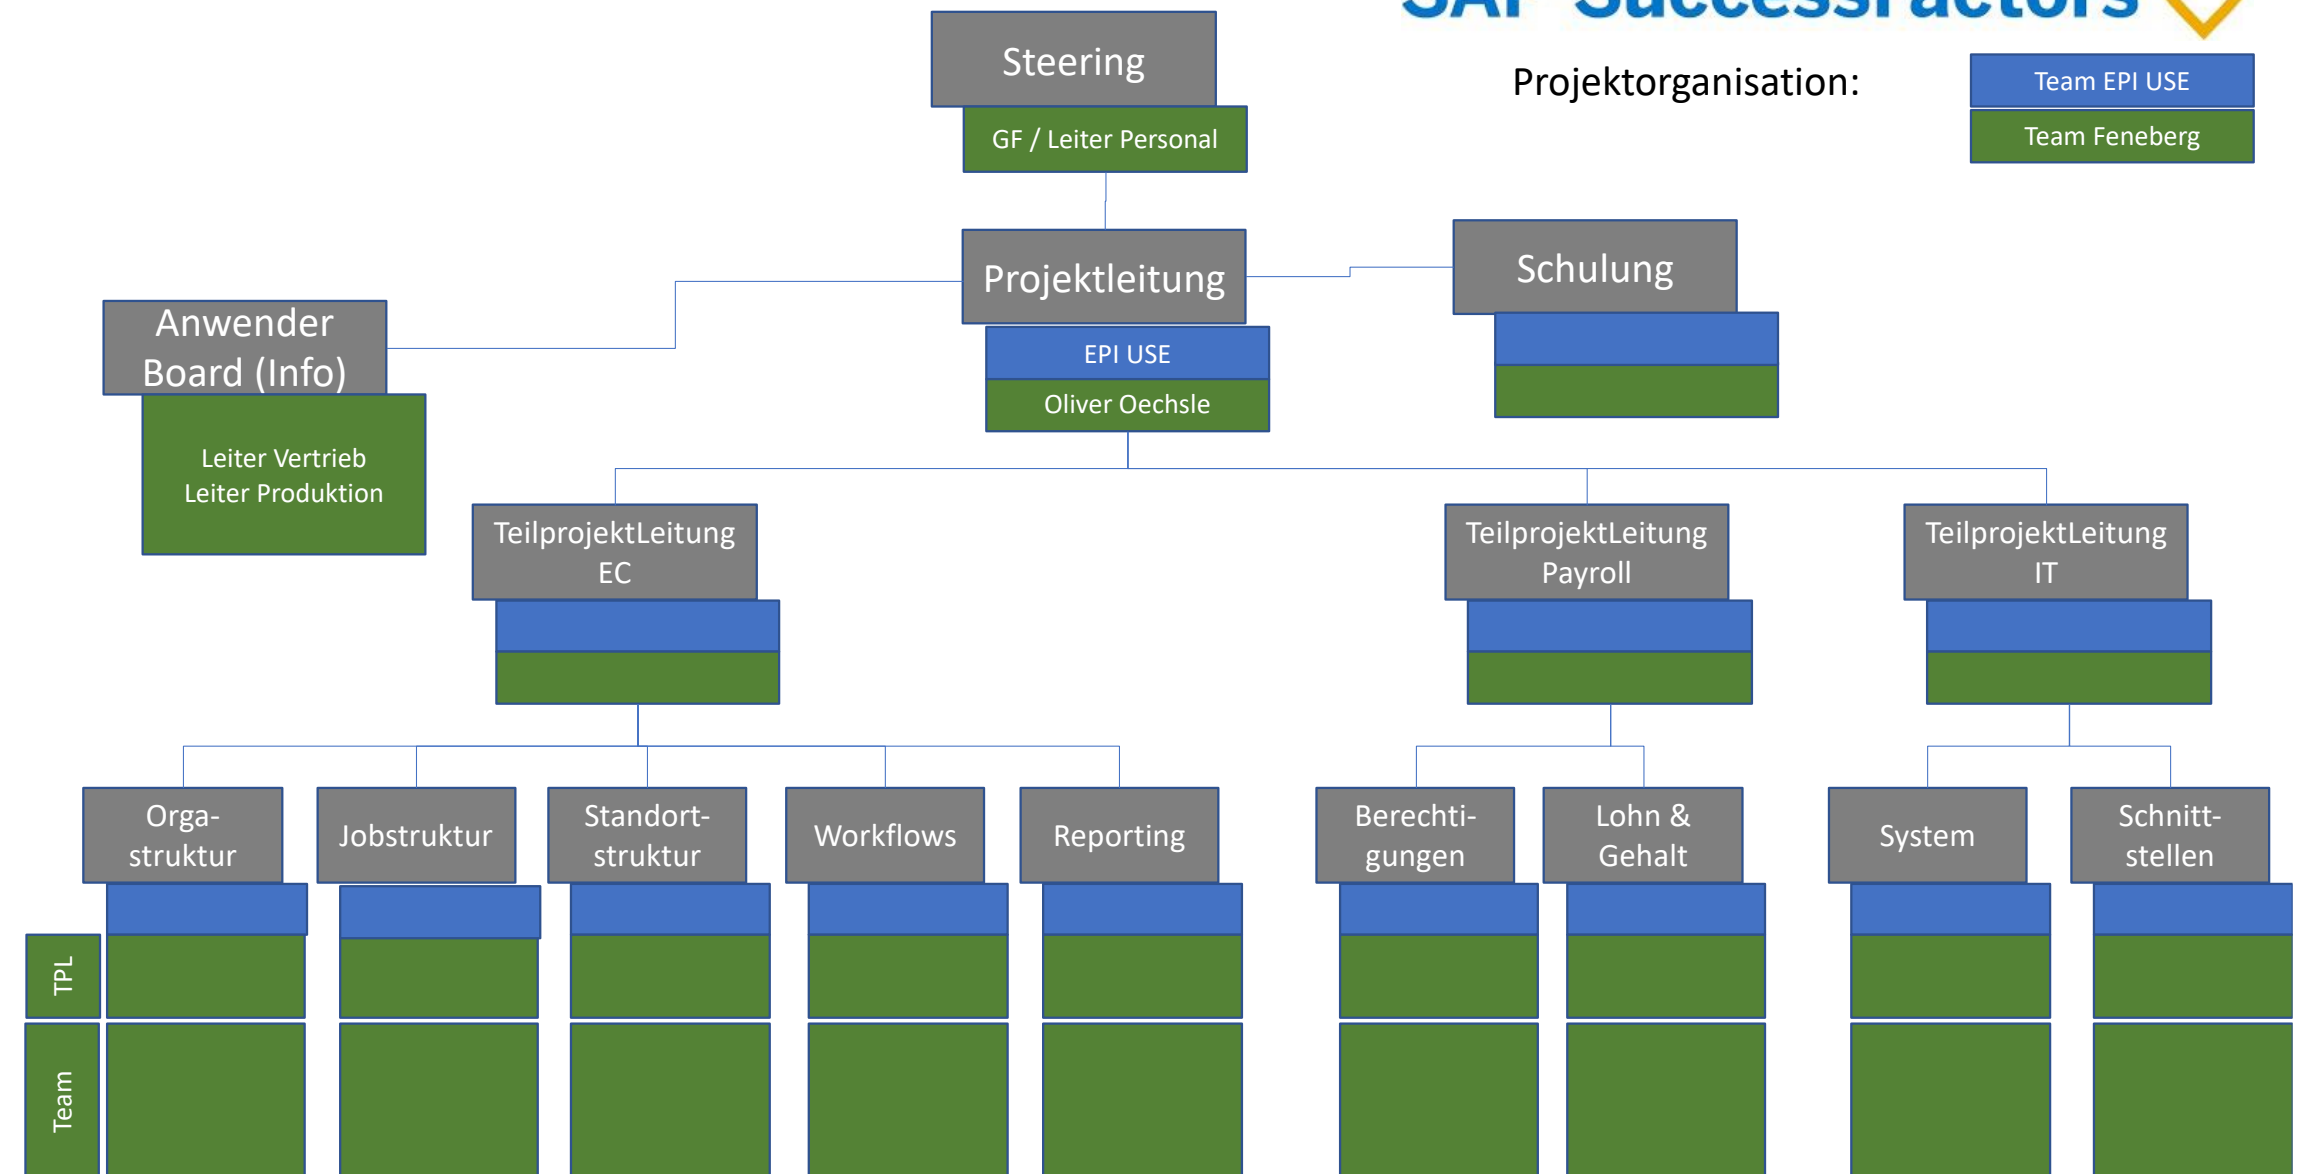 SAP SuccessFactors
Steering
GF / Leiter Personal
Projektorganisation:
Team EPI USE
Team Feneberg
Projektleitung
EPI USE
Oliver Oechsle
Schulung
Anwender
Board (Info)
Leiter Vertrieb
Leiter Produktion
TeilprojektLeitung
EC
TeilprojektLeitung
Payroll
TeilprojektLeitung
IT
Orga-
struktur
Jobstruktur
Standort-
struktur
Workflows
Reporting
Berechti-
gungen
Lohn &
Gehalt
System
Schnitt-
stellen
TPL
Team